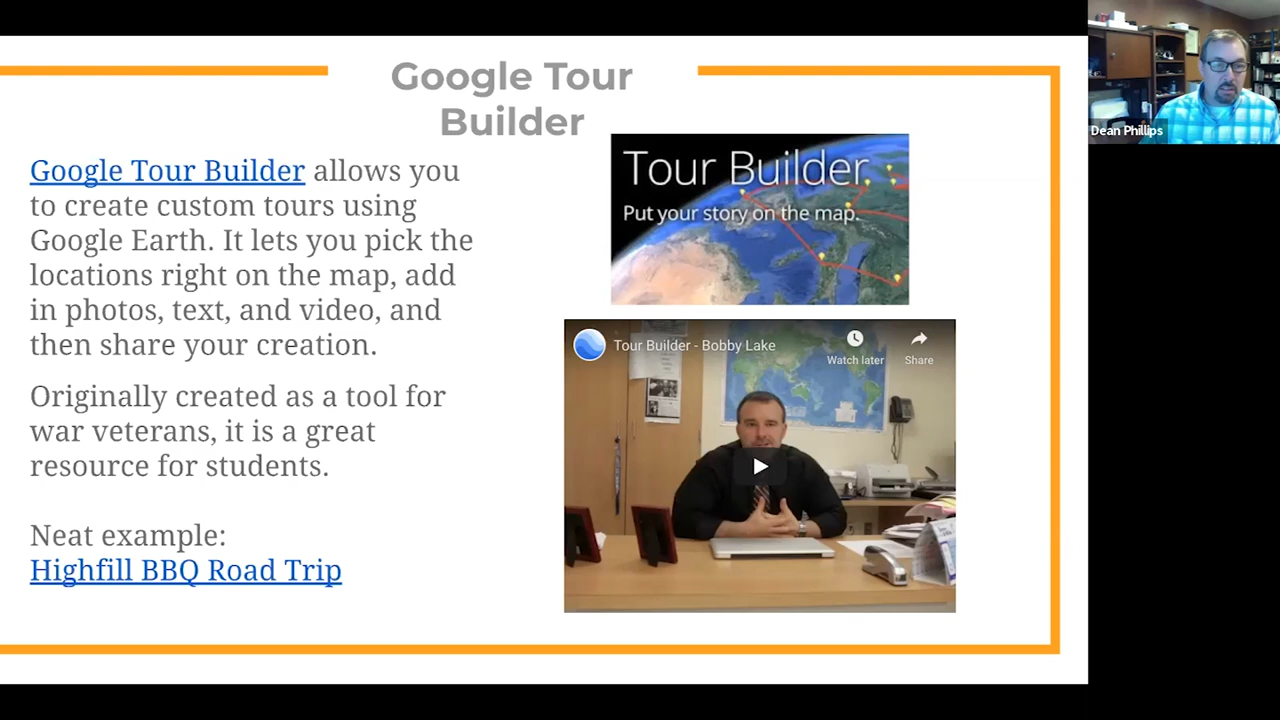 Google Tour
Builder
Google Tour Builder allows you
to create custom tours using
Google Earth. It lets you pick the
locations right on the map, add
in photos, text, and video, and
then share your creation.
Originally created as a tool for
war veterans, it is a great
resource for students.
Neat example:
Highfill BBQ Road Trip
Tour Builder
Put your story on the map.
Tour Builder - Bobby Lake
Watch later
Share
Dean Phillips